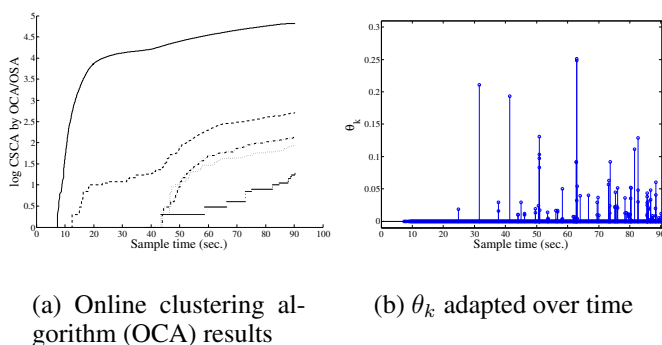 log CSCA by OCA/OSA
5
4.5
4
3.5
3
2.5
2
1.5
1
0.5
0
0 10 20 30 40 50 60 70 80 90 100
Sample time (sec.)
θ_k
0.3
0.25
0.2
0.15
0.1
0.05
0
0 10 20 30 40 50 60 70 80 90
Sample time (sec.)
(a) Online clustering al-
gorithm (OCA) results
(b) θ_k adapted over time